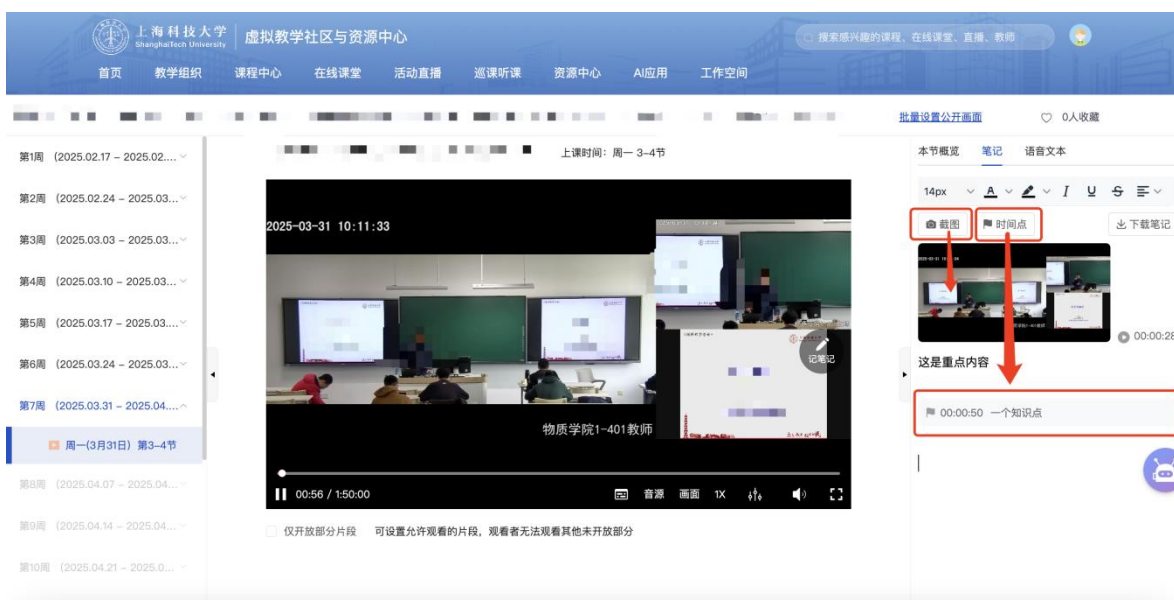 上海科技大学
ShanghaiTech University
虚拟教学社区与资源中心
搜索感兴趣的课程、在线课堂、直播、教师
首页 教学组织 课程中心 在线课堂 活动直播 巡课听课 资源中心 AI应用 工作空间
批量设置公开画面 0人收藏
第1周 (2025.02.17 – 2025.02....
第2周 (2025.02.24 – 2025.03...
第3周 (2025.03.03 – 2025.03...
第4周 (2025.03.10 – 2025.03...
第5周 (2025.03.17 – 2025.03....
第6周 (2025.03.24 – 2025.03...
第7周 (2025.03.31 – 2025.04....
周一(3月31日) 第3–4节
第8周 (2025.04.07 – 2025.04...
第9周 (2025.04.14 – 2025.04...
第10周 (2025.04.21 – 2025.0...
上课时间：周一 3–4节
2025-03-31 10:11:33
记笔记
物质学院1-401教师
00:56 / 1:50:00
音源 画面 1X
仅开放部分片段 可设置允许观看的片段，观看者无法观看其他未开放部分
本节概览 笔记 语音文本
14px A I U S
截图 时间点 下载笔记
00:00:28
这是重点内容
00:00:50 一个知识点